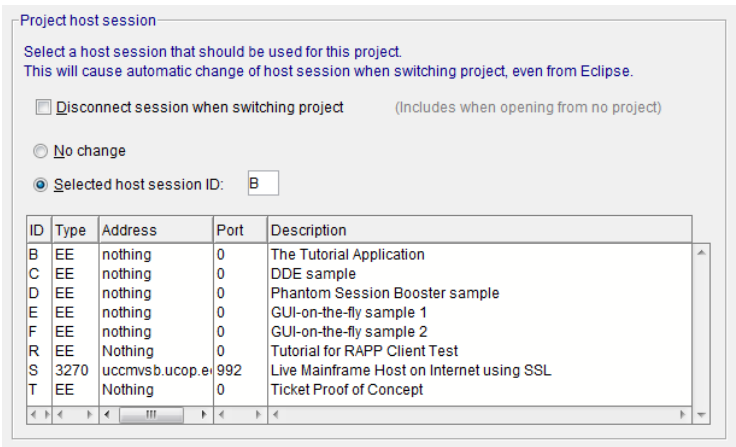 Project host session
Select a host session that should be used for this project.
This will cause automatic change of host session when switching project, even from Eclipse.
Disconnect session when switching project (Includes when opening from no project)
No change
Selected host session ID: B
ID Type Address Port Description
B EE nothing 0 The Tutorial Application
C EE nothing 0 DDE sample
D EE nothing 0 Phantom Session Booster sample
E EE nothing 0 GUI-on-the-fly sample 1
F EE nothing 0 GUI-on-the-fly sample 2
R EE Nothing 0 Tutorial for RAPP Client Test
S 3270 uccmvsb.ucop.e 992 Live Mainframe Host on Internet using SSL
T EE Nothing 0 Ticket Proof of Concept